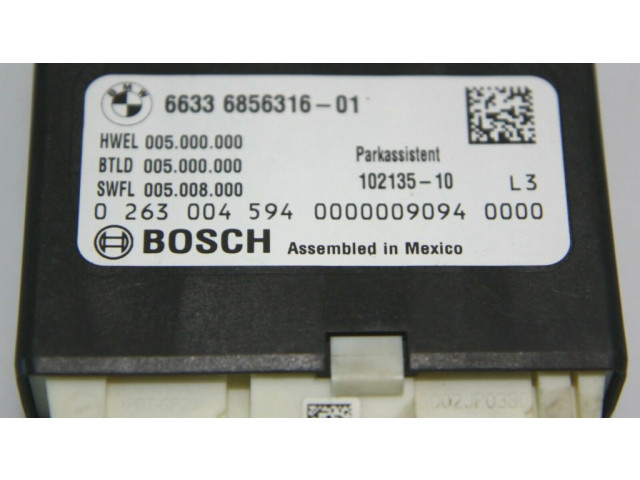 BMW
6633 6856316-01
HWEL 005.000.000
BTLD 005.000.000
SWFL 005.008.000
Parkassistent
102135-10 L3
0 263 004 594 0000009094 0000
BOSCH Assembled in Mexico